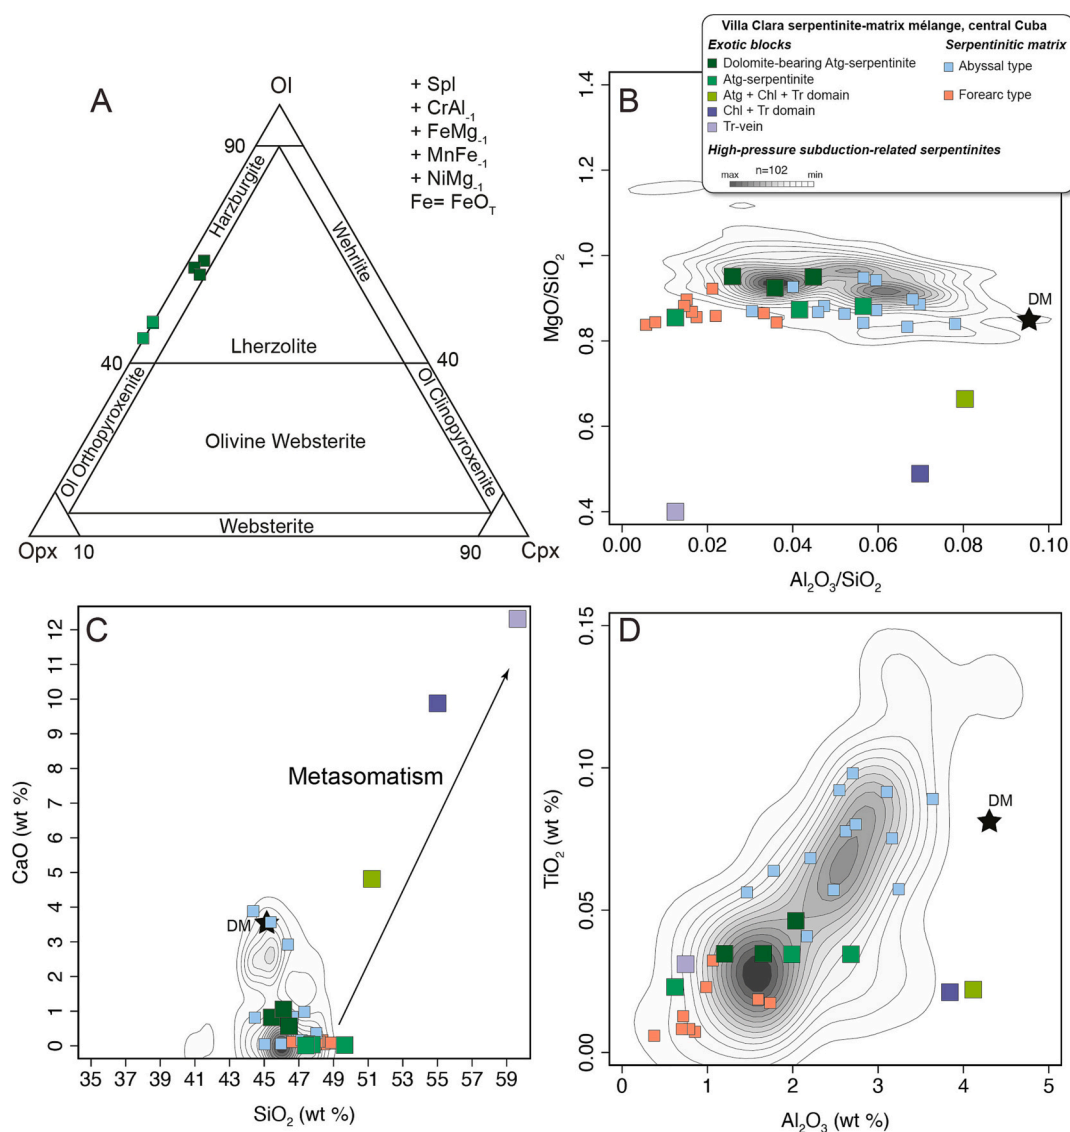 Villa Clara serpentinite-matrix mélange, central Cuba
Exotic blocks
Serpentinitic matrix
Dolomite-bearing Atg-serpentinite
Abyssal type
Atg-serpentinite
Atg + Chl + Tr domain
Forearc type
Chl + Tr domain
Tr-vein
High-pressure subduction-related serpentinites
max
n=102
min
A
Ol
90
+ Spl
+ CrAl-1
+ FeMg-1
+ MnFe-1
+ NiMg-1
Fe= FeOT
Harzburgite
Wehrlite
Lherzolite
40
40
Ol Orthopyroxenite
Ol Clinopyroxenite
Olivine Websterite
Websterite
Opx
10
90
Cpx
B
MgO/SiO2
1.4
1.2
1.0
0.8
0.6
0.4
DM
0.00
0.02
0.04
0.06
0.08
0.10
Al2O3/SiO2
C
CaO (wt %)
12
11
10
9
8
7
6
5
4
3
2
1
0
Metasomatism
DM
35
37
39
41
43
45
47
49
51
53
55
57
59
SiO2 (wt %)
D
TiO2 (wt %)
0.15
0.10
0.05
0.00
DM
0
1
2
3
4
5
Al2O3 (wt %)